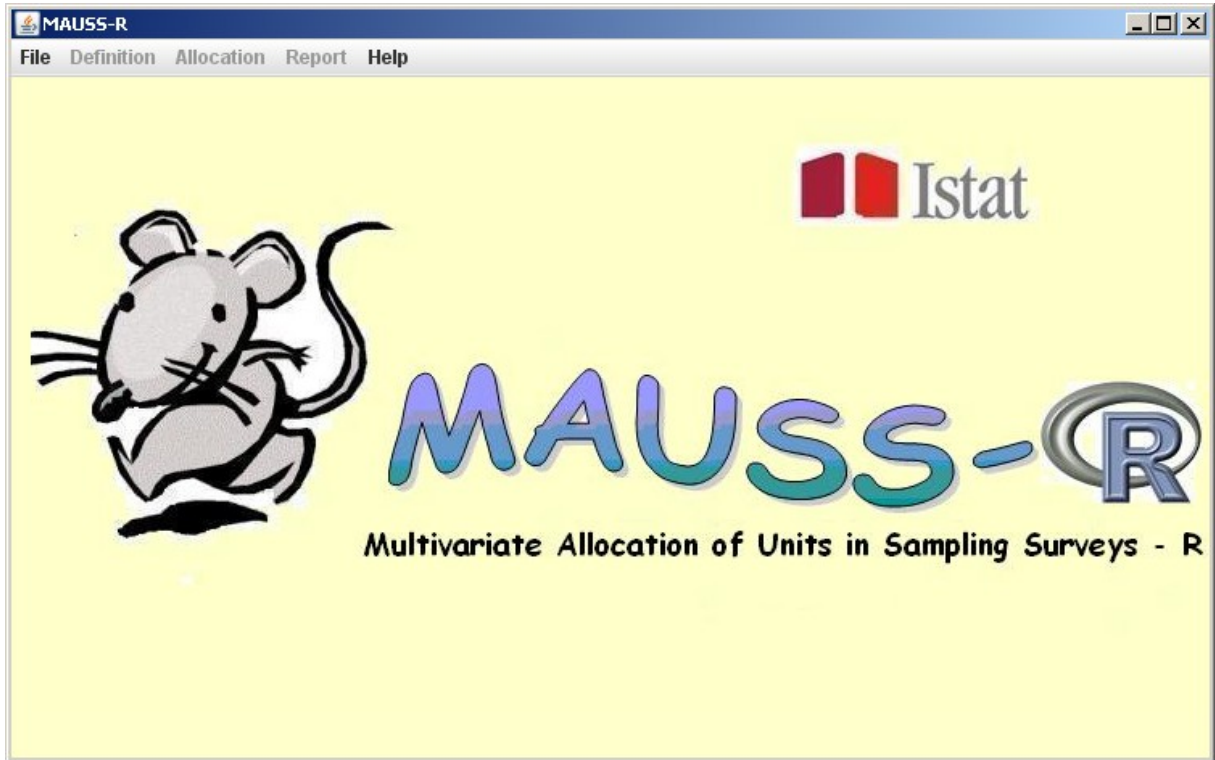 MAUSS-R
File Definition Allocation Report Help
Istat
MAUSS-R
Multivariate Allocation of Units in Sampling Surveys - R